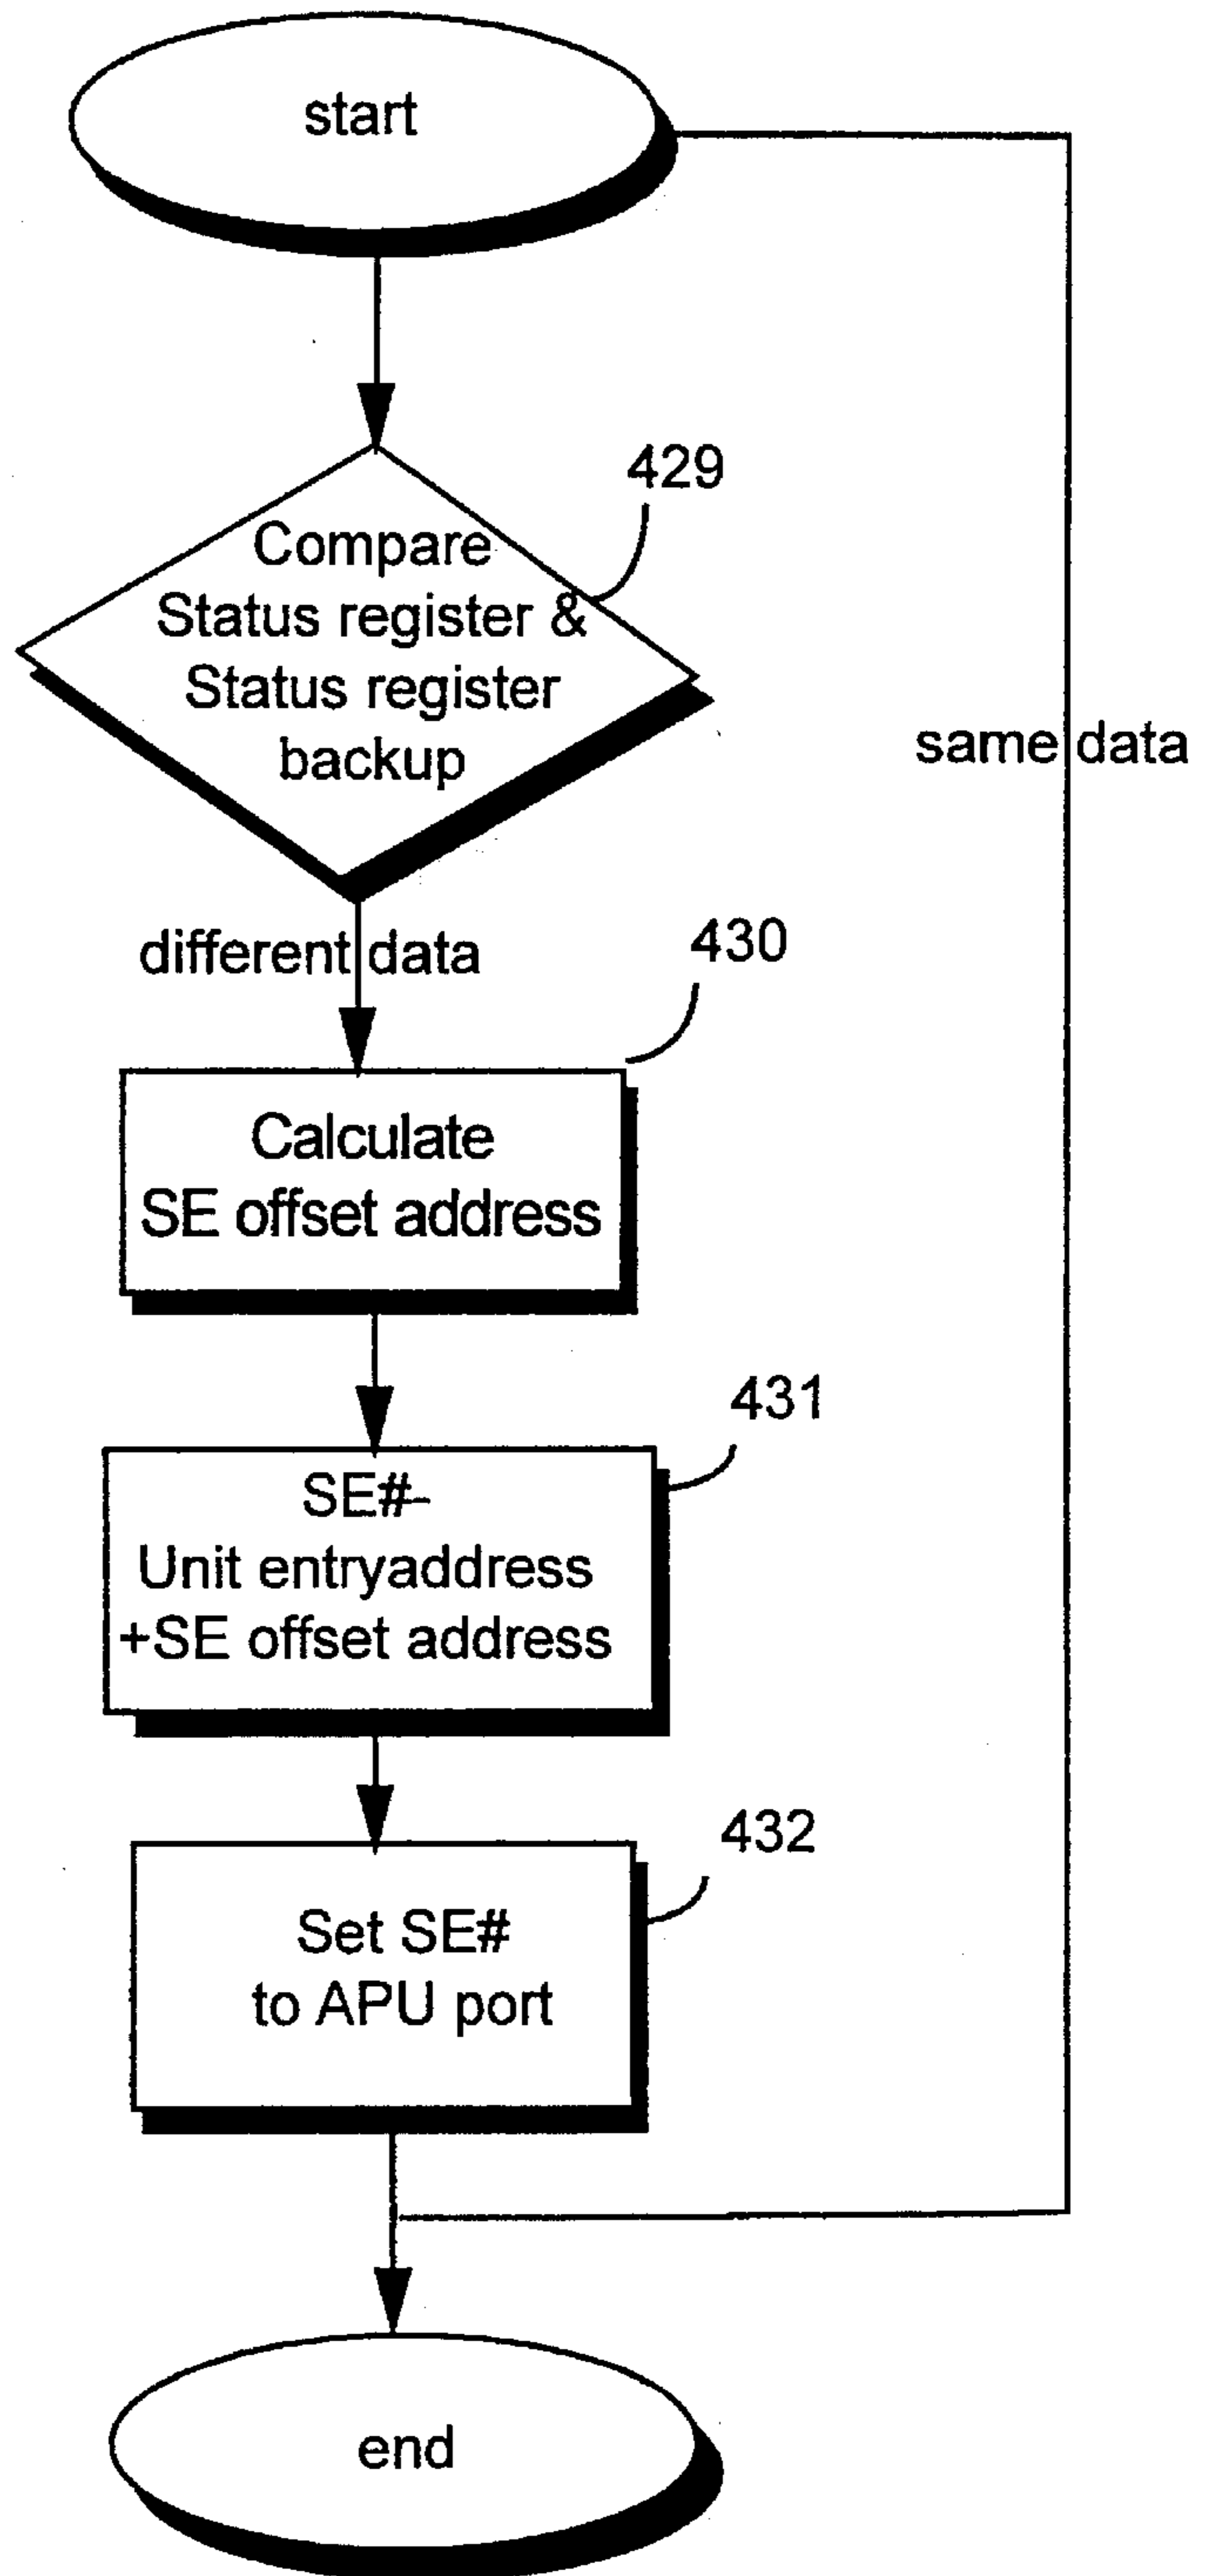 start
429
Compare
Status register &
Status register
backup
same data
different data
430
Calculate
SE offset address
431
SE#-
Unit entryaddress
+SE offset address
432
Set SE#
to APU port
end